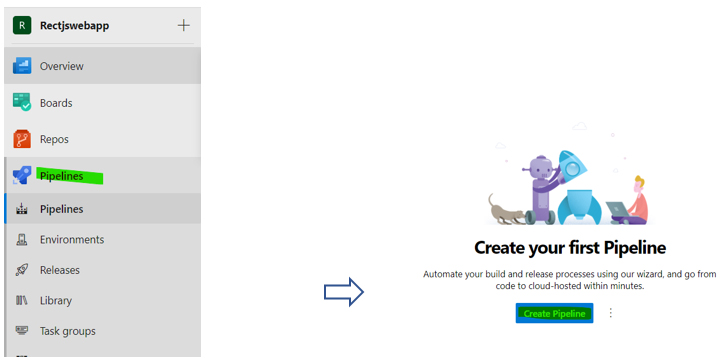 R Rectjswebapp +
Overview
Boards
Repos
Pipelines
Pipelines
Environments
Releases
Library
Task groups
Create your first Pipeline
Automate your build and release processes using our wizard, and go from
code to cloud-hosted within minutes.
Create Pipeline